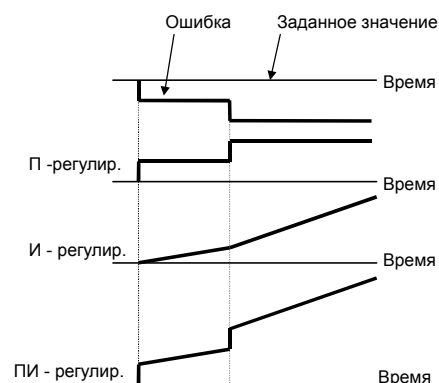 Ошибка
Заданное значение
Время
П -регулир.
Время
И - регулир.
Время
ПИ - регулир.
Время